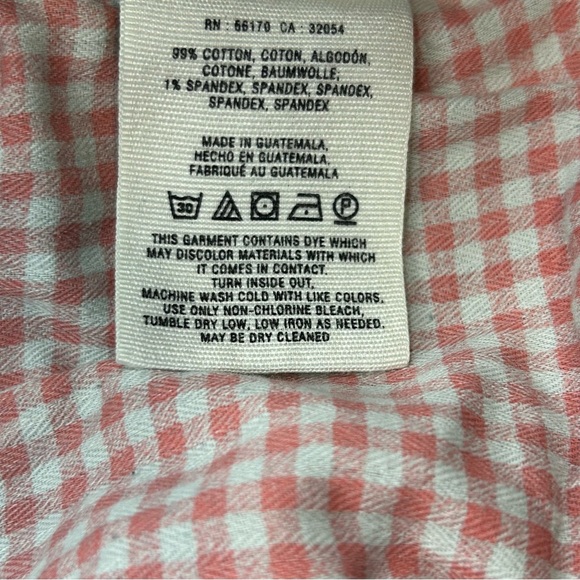 RN : 66170 CA : 32054
99% COTTON, COTON, ALGODÓN,
COTONE, BAUMWOLLE;
1% SPANDEX, SPANDEX, SPANDEX,
SPANDEX, SPANDEX
MADE IN GUATEMALA,
HECHO EN GUATEMALA,
FABRIQUÉ AU GUATEMALA
30 P
THIS GARMENT CONTAINS DYE WHICH
MAY DISCOLOR MATERIALS WITH WHICH
IT COMES IN CONTACT.
TURN INSIDE OUT,
MACHINE WASH COLD WITH LIKE COLORS,
USE ONLY NON-CHLORINE BLEACH,
TUMBLE DRY LOW, LOW IRON AS NEEDED.
MAY BE DRY CLEANED